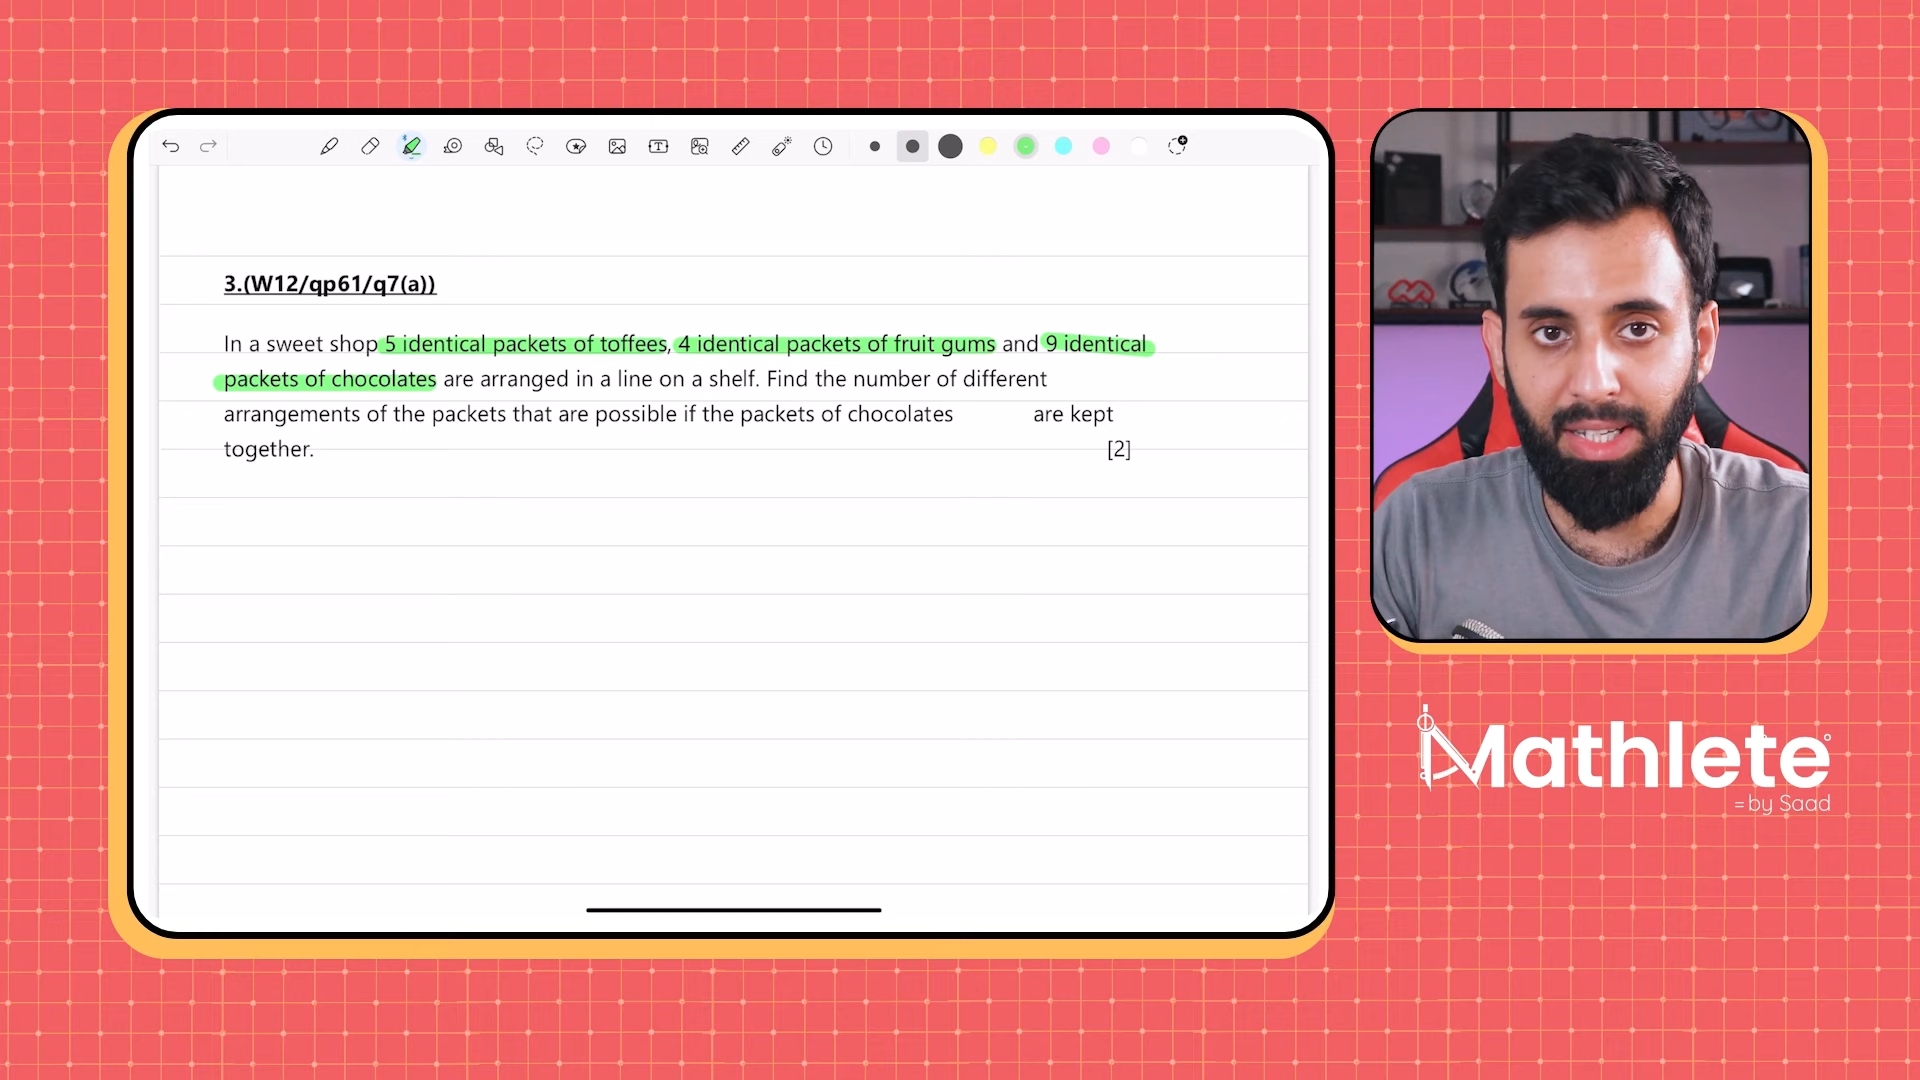 3.(W12/qp61/q7(a))
In a sweet shop 5 identical packets of toffees, 4 identical packets of fruit gums and 9 identical
packets of chocolates are arranged in a line on a shelf. Find the number of different
arrangements of the packets that are possible if the packets of chocolates are kept
together. [2]
Mathlete
= by Saad